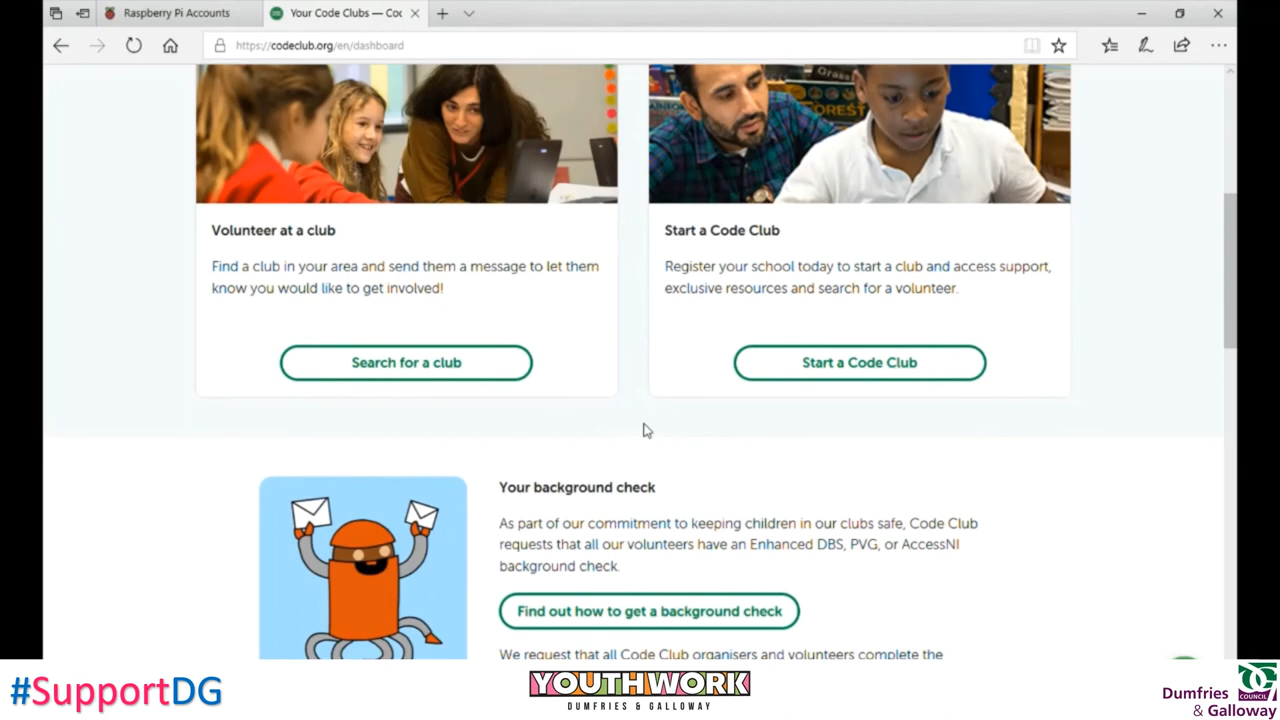 Raspberry Pi Accounts
Your Code Clubs — Coc
https://codeclub.org/en/dashboard
FOREST
Volunteer at a club
Find a club in your area and send them a message to let them
know you would like to get involved!
Search for a club
Start a Code Club
Register your school today to start a club and access support,
exclusive resources and search for a volunteer.
Start a Code Club
Your background check
As part of our commitment to keeping children in our clubs safe, Code Club
requests that all our volunteers have an Enhanced DBS, PVG, or AccessNI
background check.
Find out how to get a background check
We request that all Code Club organisers and volunteers complete the
#SupportDG
YOUTHWORK
DUMFRIES & GALLOWAY
COUNCIL
Dumfries
& Galloway